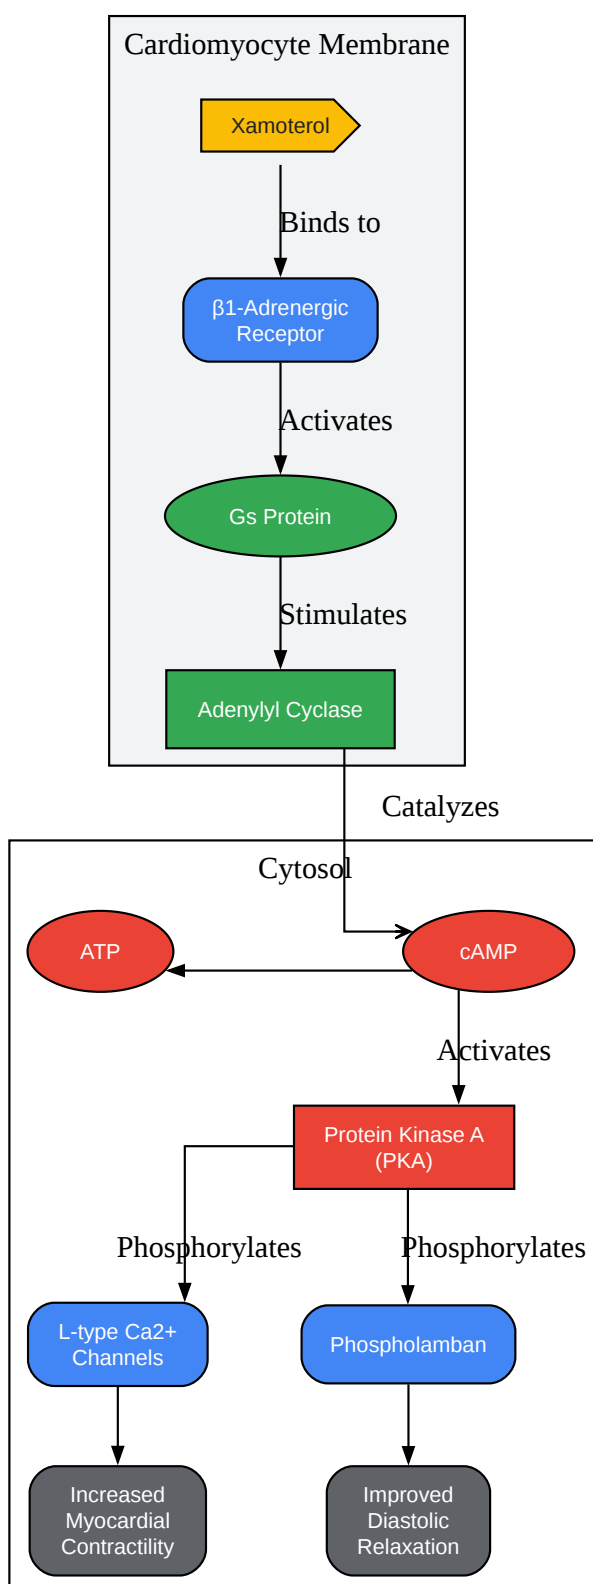 Cardiomyocyte Membrane
Xamoterol
Binds to
β1-Adrenergic
Receptor
Activates
Gs Protein
Stimulates
Adenylyl Cyclase
Catalyzes
Cytosol
ATP
cAMP
Activates
Protein Kinase A
(PKA)
Phosphorylates
Phosphorylates
L-type Ca2+
Channels
Phospholamban
Increased
Myocardial
Contractility
Improved
Diastolic
Relaxation